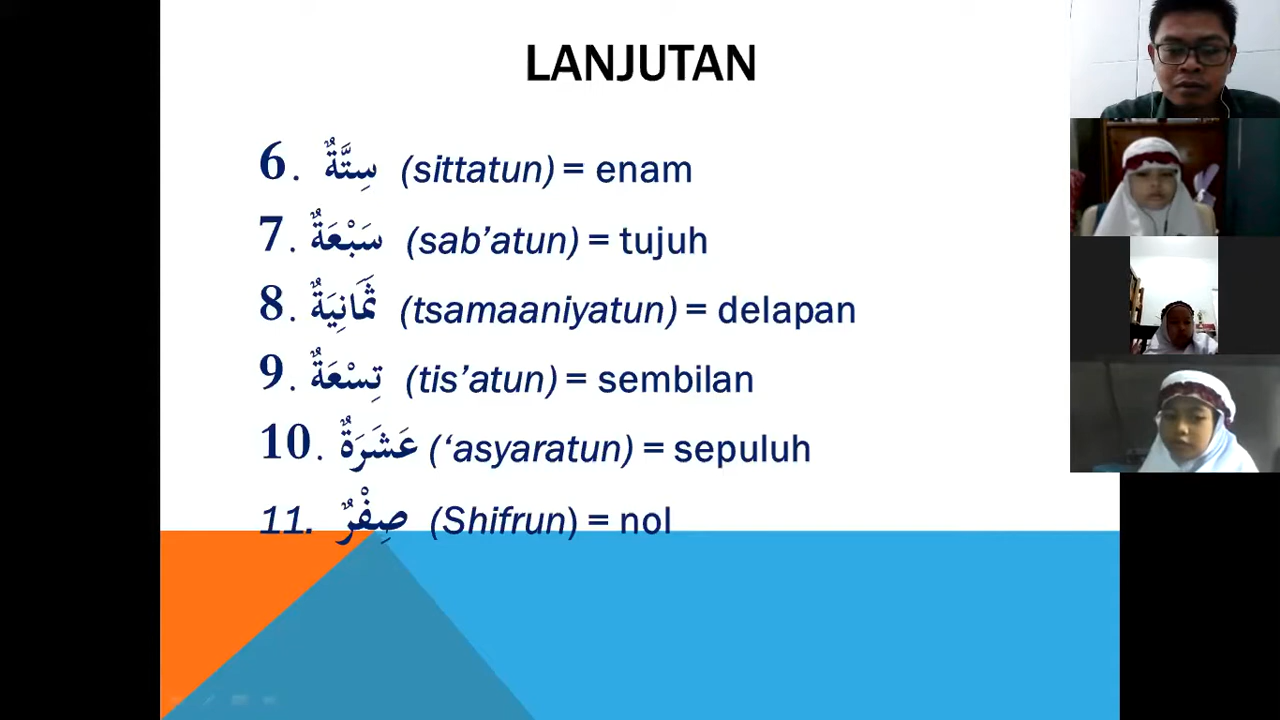 LANJUTAN
6. سِتَّةٌ (sittatun) = enam
7. سَبْعَةٌ (sab’atun) = tujuh
8. ثَمَانِيَةٌ (tsamaaniyatun) = delapan
9. تِسْعَةٌ (tis’atun) = sembilan
10. عَشَرَةٌ (‘asyaratun) = sepuluh
11. صِفْرٌ (Shifrun) = nol